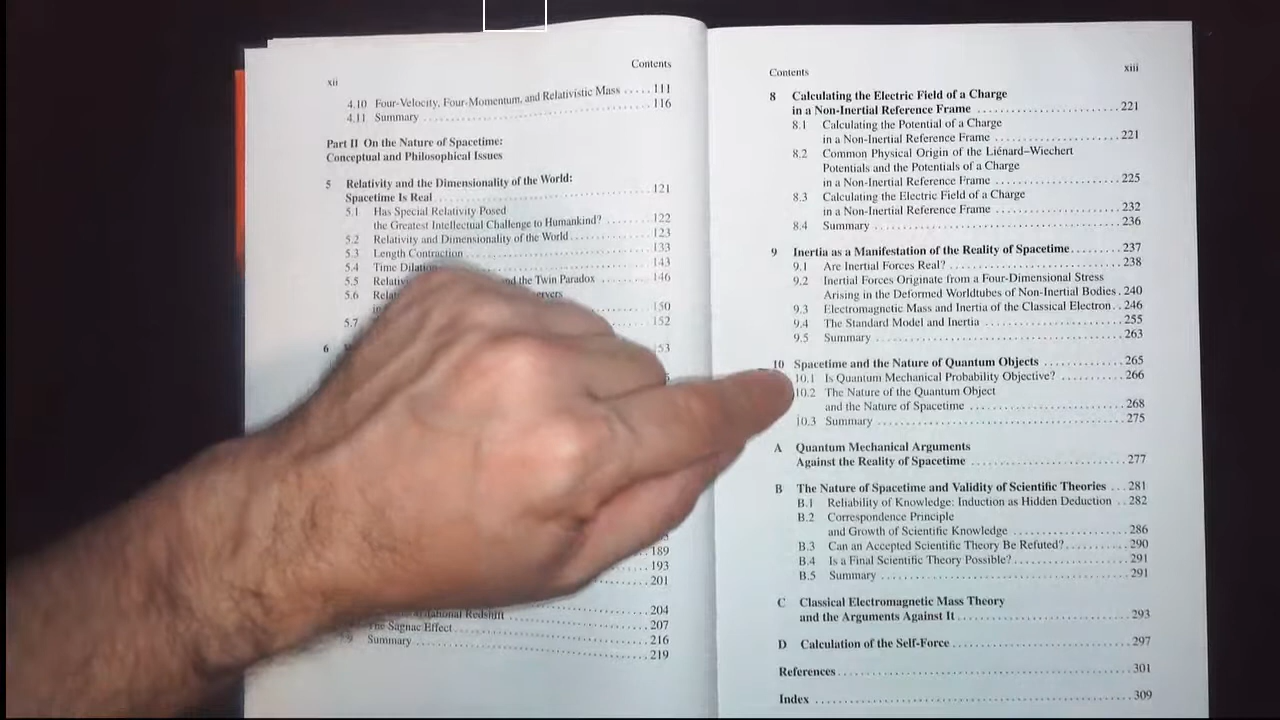 xii
Contents
4.10 Four-Velocity, Four-Momentum, and Relativistic Mass ..... 111
4.11 Summary ........................................ 116
Part II On the Nature of Spacetime:
Conceptual and Philosophical Issues
5 Relativity and the Dimensionality of the World:
Spacetime Is Real ........................................ 121
5.1 Has Special Relativity Posed
the Greatest Intellectual Challenge to Humankind? ........ 122
5.2 Relativity and Dimensionality of the World .............. 123
5.3 Length Contraction ........................................ 133
5.4 Time Dilation ........................................ 143
5.5 and the Twin Paradox ........ 146
5.6
150
5.7 152
6 153
189
193
201
204
Redshift
207
The Sagnac Effect ........................................ 216
Summary ........................................ 219
Contents
xiii
8 Calculating the Electric Field of a Charge
in a Non-Inertial Reference Frame ........................ 221
8.1 Calculating the Potential of a Charge
in a Non-Inertial Reference Frame ........................ 221
8.2 Common Physical Origin of the Liénard–Wiechert
Potentials and the Potentials of a Charge
in a Non-Inertial Reference Frame ........................ 225
8.3 Calculating the Electric Field of a Charge
in a Non-Inertial Reference Frame ........................ 232
8.4 Summary ........................................ 236
9 Inertia as a Manifestation of the Reality of Spacetime ........ 237
9.1 Are Inertial Forces Real? ........................ 238
9.2 Inertial Forces Originate from a Four-Dimensional Stress
Arising in the Deformed Worldtubes of Non-Inertial Bodies . 240
9.3 Electromagnetic Mass and Inertia of the Classical Electron .. 246
9.4 The Standard Model and Inertia ........................ 255
9.5 Summary ........................................ 263
10 Spacetime and the Nature of Quantum Objects ............ 265
10.1 Is Quantum Mechanical Probability Objective? ............ 266
10.2 The Nature of the Quantum Object
and the Nature of Spacetime ........................ 268
10.3 Summary ........................................ 275
A Quantum Mechanical Arguments
Against the Reality of Spacetime ........................ 277
B The Nature of Spacetime and Validity of Scientific Theories ... 281
B.1 Reliability of Knowledge: Induction as Hidden Deduction .. 282
B.2 Correspondence Principle
and Growth of Scientific Knowledge .................. 286
B.3 Can an Accepted Scientific Theory Be Refuted? ............ 290
B.4 Is a Final Scientific Theory Possible? .................. 291
B.5 Summary ........................................ 291
C Classical Electromagnetic Mass Theory
and the Arguments Against It ........................ 293
D Calculation of the Self-Force ........................ 297
References ........................................ 301
Index ........................................ 309